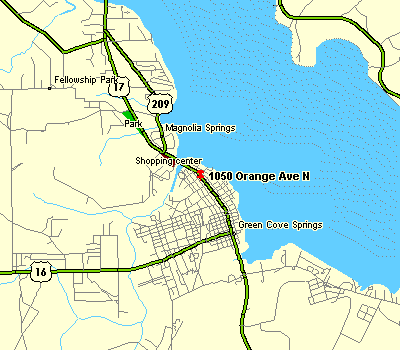 Fellowship Park
17
209
Park
Magnolia Springs
Shopping center
1050 Orange Ave N
Green Cove Springs
16